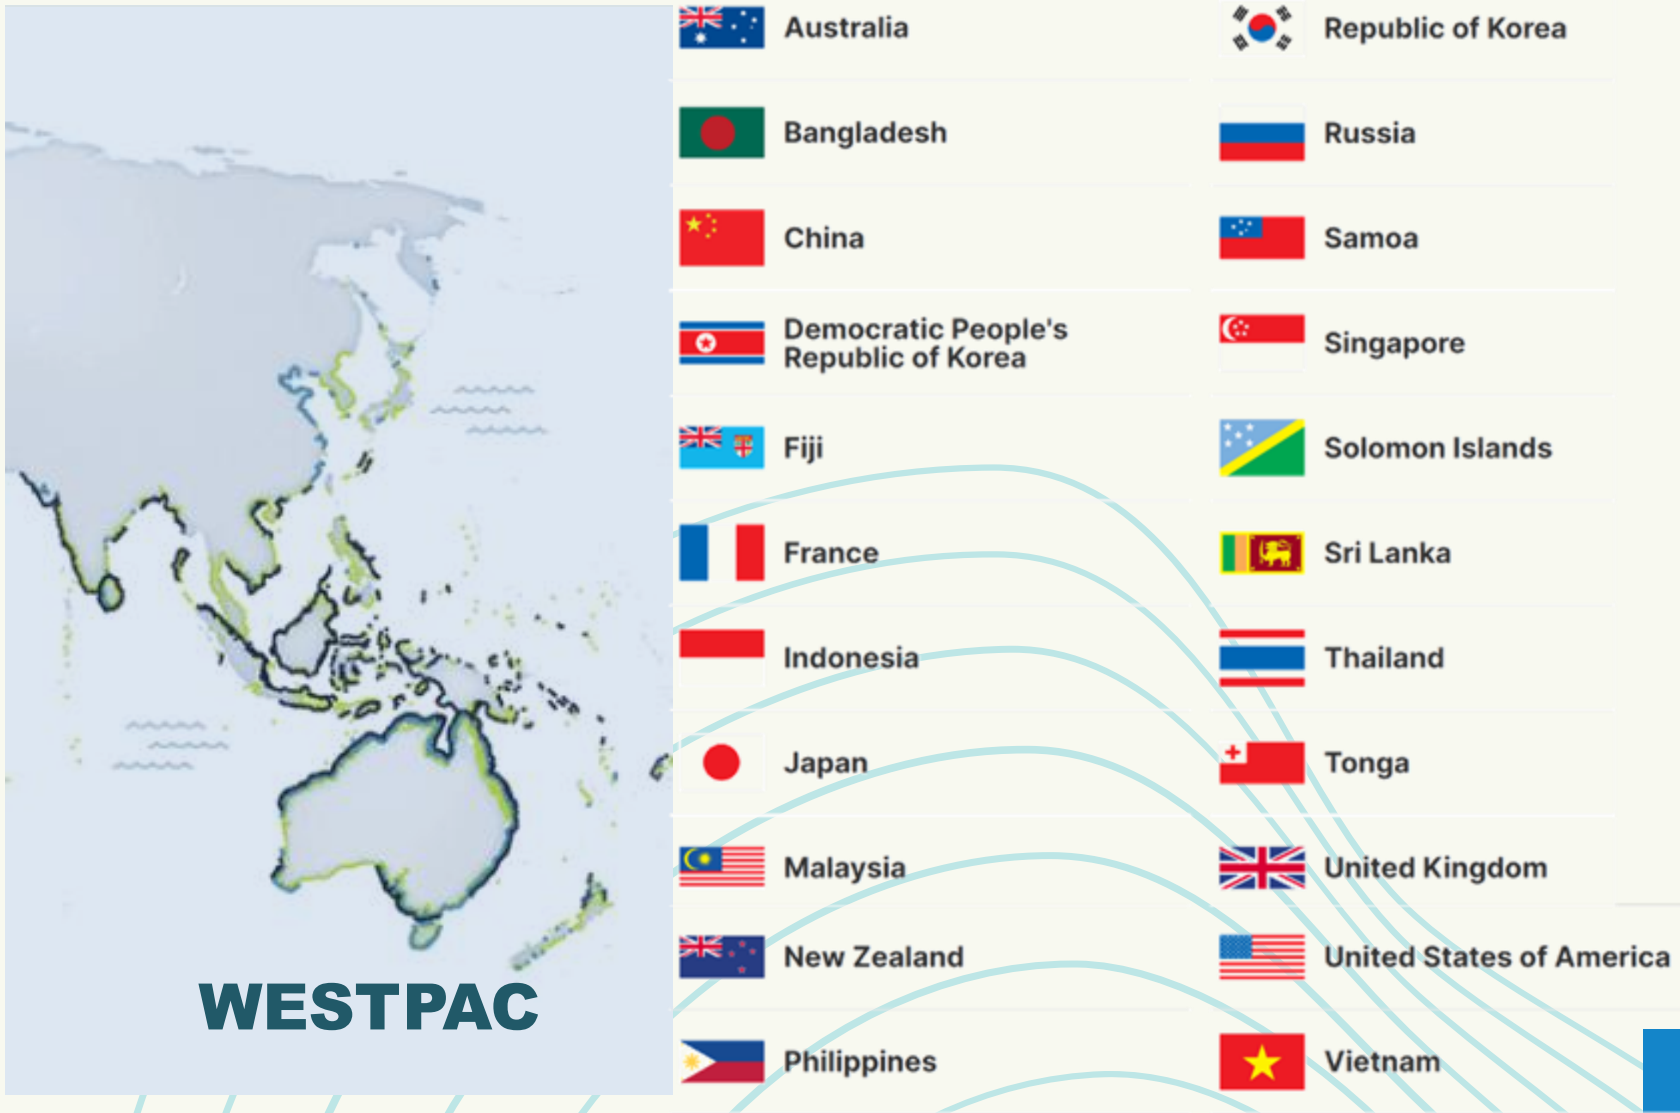 WESTPAC
Australia
Bangladesh
China
Democratic People's
Republic of Korea
Fiji
France
Indonesia
Japan
Malaysia
New Zealand
Philippines
Republic of Korea
Russia
Samoa
Singapore
Solomon Islands
Sri Lanka
Thailand
Tonga
United Kingdom
United States of America
Vietnam